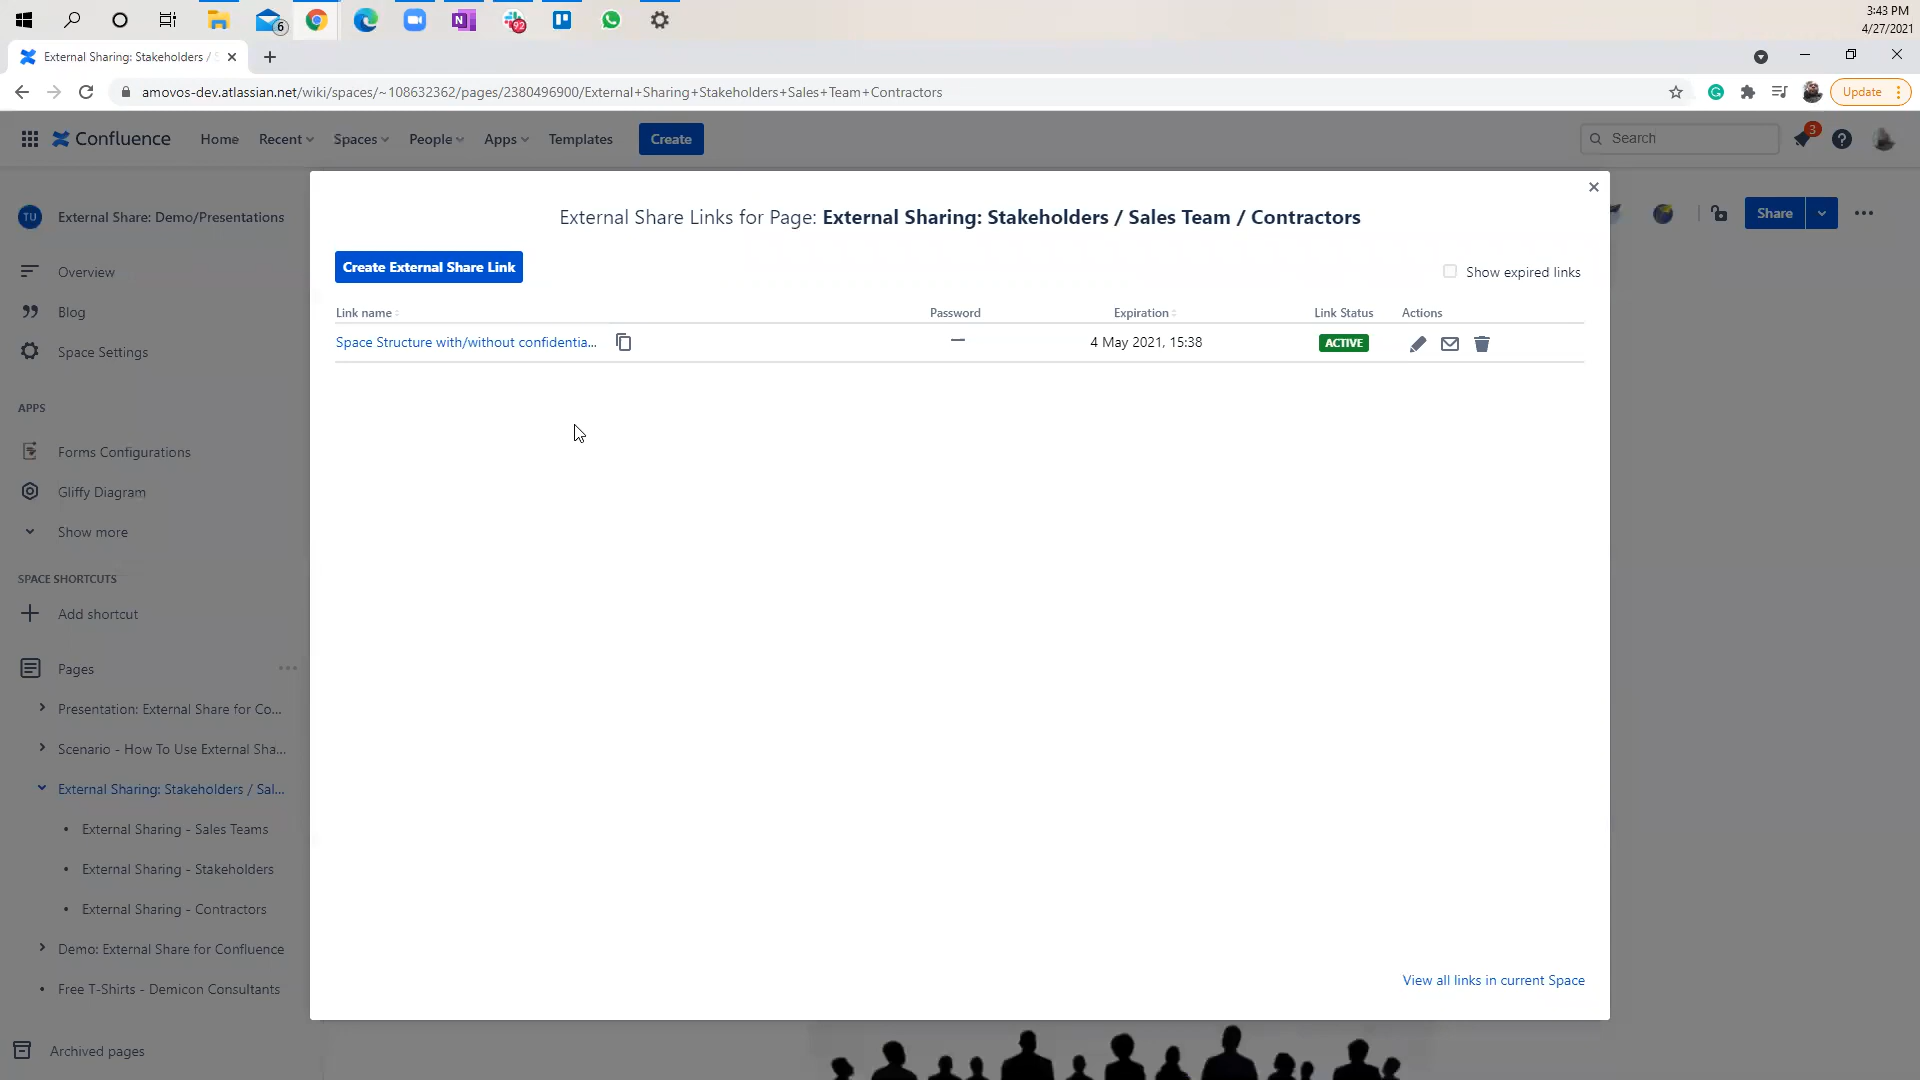 6
92
3:43 PM
4/27/2021
External Sharing: Stakeholders /
amovos-dev.atlassian.net/wiki/spaces/~108632362/pages/2380496900/External+Sharing+Stakeholders+Sales+Team+Contractors
Update
Confluence
Home
Recent
Spaces
People
Apps
Templates
Create
Search
3
TU
External Share: Demo/Presentations
Share
Overview
Blog
Space Settings
APPS
Forms Configurations
Gliffy Diagram
Show more
SPACE SHORTCUTS
Add shortcut
Pages
Presentation: External Share for Co...
Scenario - How To Use External Sha...
External Sharing: Stakeholders / Sal...
External Sharing - Sales Teams
External Sharing - Stakeholders
External Sharing - Contractors
Demo: External Share for Confluence
Free T-Shirts - Demicon Consultants
Archived pages
External Share Links for Page: External Sharing: Stakeholders / Sales Team / Contractors
Create External Share Link
Show expired links
Link name
Password
Expiration
Link Status
Actions
Space Structure with/without confidentia...
—
4 May 2021, 15:38
ACTIVE
View all links in current Space